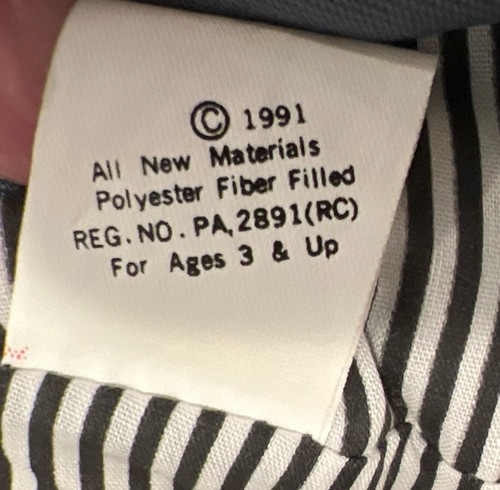 © 1991
All New Materials
Polyester Fiber Filled
REG. NO. PA, 2891(RC)
For Ages 3 & Up